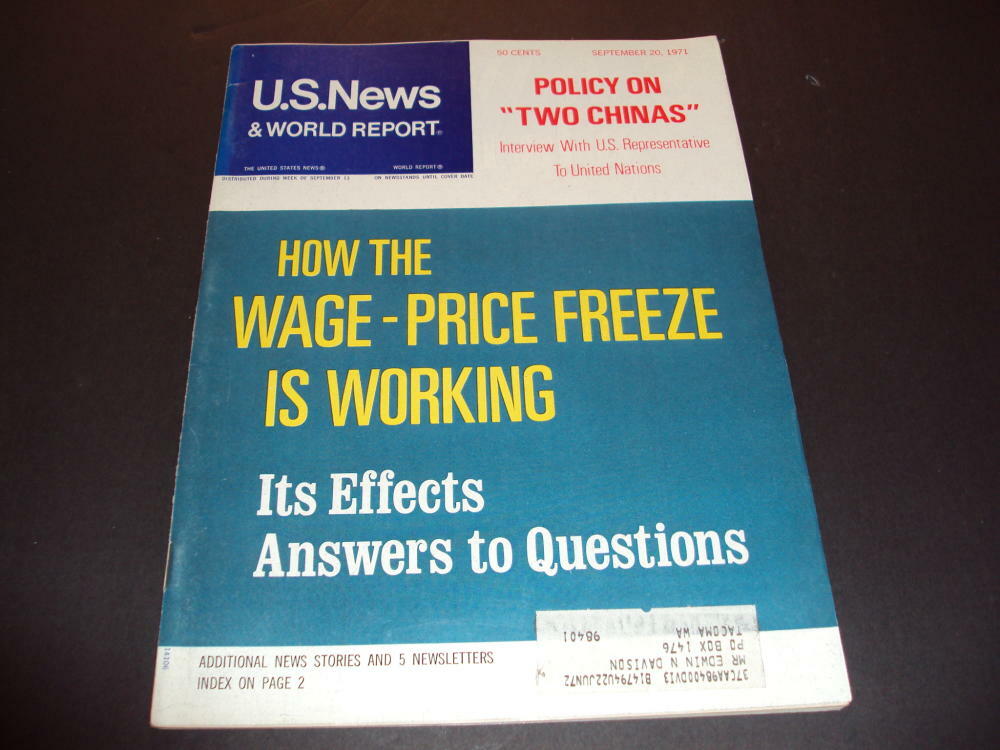 50 CENTS SEPTEMBER 20, 1971
U.S.News
& WORLD REPORT®
THE UNITED STATES NEWS® WORLD REPORT®
DISTRIBUTED DURING WEEK OF SEPTEMBER 13 ON NEWSSTANDS UNTIL COVER DATE
POLICY ON
"TWO CHINAS"
Interview With U.S. Representative
To United Nations
HOW THE
WAGE-PRICE FREEZE
IS WORKING
Its Effects
Answers to Questions
ADDITIONAL NEWS STORIES AND 5 NEWSLETTERS
INDEX ON PAGE 2
37CAA98400DVI3 B14794U22JUN72
MR EDWIN N DAVISON
PO BOX 1476
TACOMA WA 98401